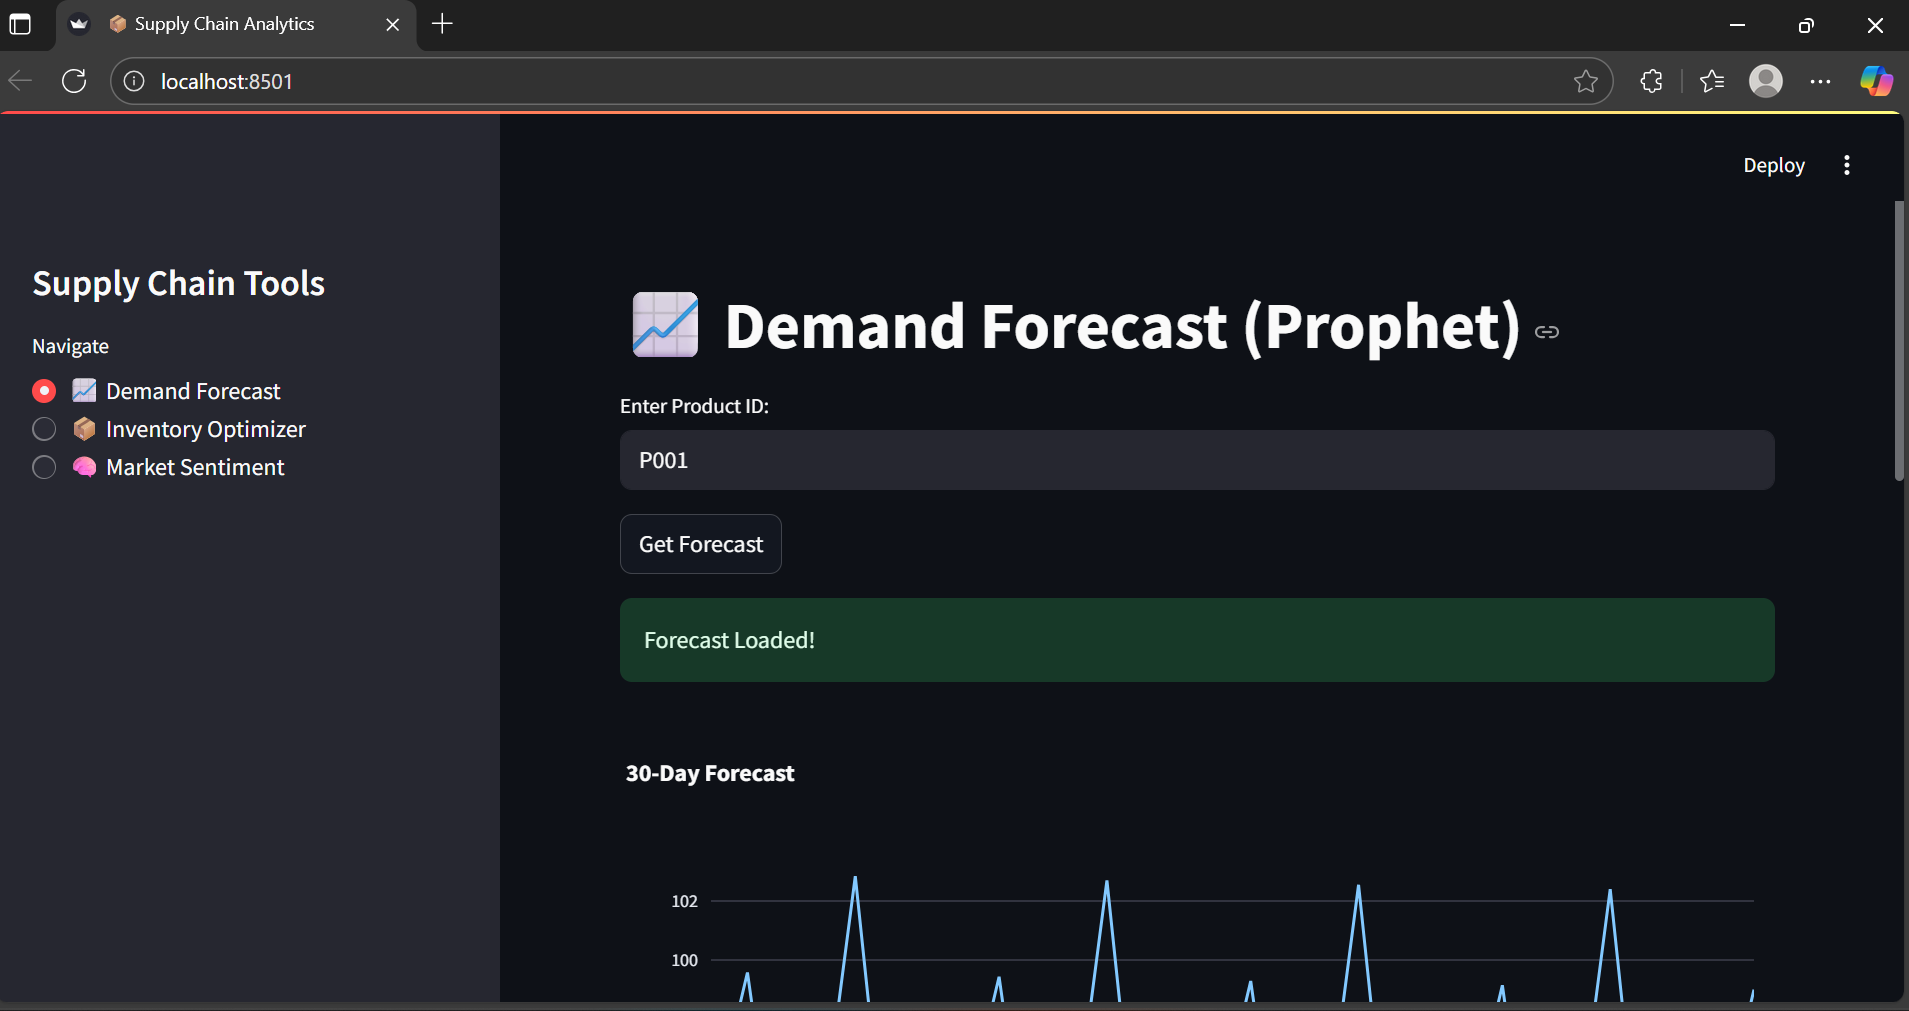 Supply Chain Analytics
localhost:8501
Deploy
Supply Chain Tools
Navigate
Demand Forecast
Inventory Optimizer
Market Sentiment
Demand Forecast (Prophet)
Enter Product ID:
P001
Get Forecast
Forecast Loaded!
30-Day Forecast
102
100